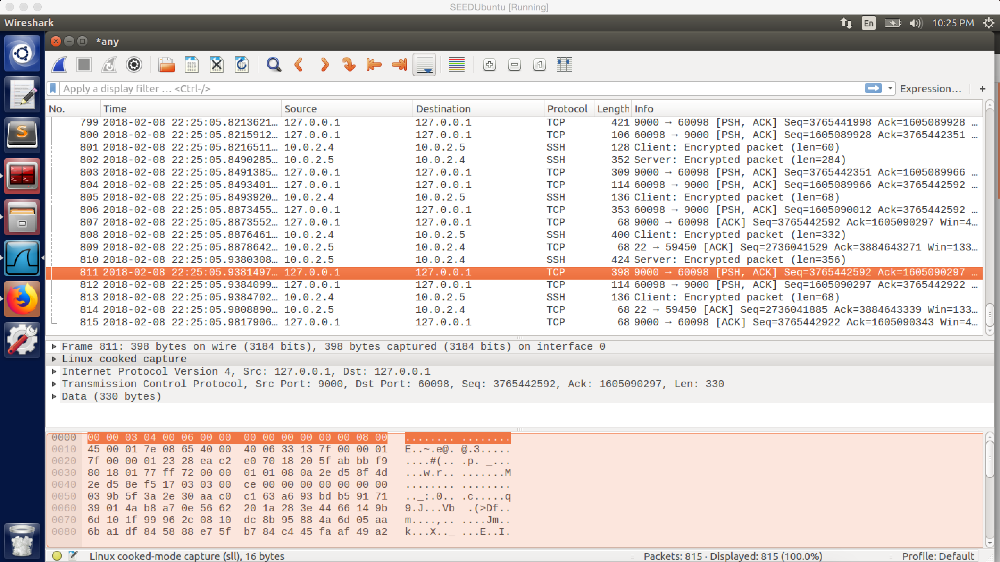 SEEDUbuntu [Running]
Wireshark En 10:25 PM
*any
Apply a display filter … <Ctrl-/> Expression… +
No. Time Source Destination Protocol Length Info
799 2018-02-08 22:25:05.8213621… 127.0.0.1 127.0.0.1 TCP 421 9000 → 60098 [PSH, ACK] Seq=3765441998 Ack=1605089928 …
800 2018-02-08 22:25:05.8215912… 127.0.0.1 127.0.0.1 TCP 106 60098 → 9000 [PSH, ACK] Seq=1605089928 Ack=3765442351 …
801 2018-02-08 22:25:05.8216511… 10.0.2.4 10.0.2.5 SSH 128 Client: Encrypted packet (len=60)
802 2018-02-08 22:25:05.8490285… 10.0.2.5 10.0.2.4 SSH 352 Server: Encrypted packet (len=284)
803 2018-02-08 22:25:05.8491385… 127.0.0.1 127.0.0.1 TCP 309 9000 → 60098 [PSH, ACK] Seq=3765442351 Ack=1605089966 …
804 2018-02-08 22:25:05.8493401… 127.0.0.1 127.0.0.1 TCP 114 60098 → 9000 [PSH, ACK] Seq=1605089966 Ack=3765442592 …
805 2018-02-08 22:25:05.8493920… 10.0.2.4 10.0.2.5 SSH 136 Client: Encrypted packet (len=68)
806 2018-02-08 22:25:05.8873455… 127.0.0.1 127.0.0.1 TCP 353 60098 → 9000 [PSH, ACK] Seq=1605090012 Ack=3765442592 …
807 2018-02-08 22:25:05.8873552… 127.0.0.1 127.0.0.1 TCP 68 9000 → 60098 [ACK] Seq=3765442592 Ack=1605090297 Win=4…
808 2018-02-08 22:25:05.8876461… 10.0.2.4 10.0.2.5 SSH 400 Client: Encrypted packet (len=332)
809 2018-02-08 22:25:05.8878642… 10.0.2.5 10.0.2.4 TCP 68 22 → 59450 [ACK] Seq=2736041529 Ack=3884643271 Win=133…
810 2018-02-08 22:25:05.9380308… 10.0.2.5 10.0.2.4 SSH 424 Server: Encrypted packet (len=356)
811 2018-02-08 22:25:05.9381497… 127.0.0.1 127.0.0.1 TCP 398 9000 → 60098 [PSH, ACK] Seq=3765442592 Ack=1605090297 …
812 2018-02-08 22:25:05.9384099… 127.0.0.1 127.0.0.1 TCP 114 60098 → 9000 [PSH, ACK] Seq=1605090297 Ack=3765442922 …
813 2018-02-08 22:25:05.9384702… 10.0.2.4 10.0.2.5 SSH 136 Client: Encrypted packet (len=68)
814 2018-02-08 22:25:05.9808890… 10.0.2.5 10.0.2.4 TCP 68 22 → 59450 [ACK] Seq=2736041885 Ack=3884643339 Win=133…
815 2018-02-08 22:25:05.9817906… 127.0.0.1 127.0.0.1 TCP 68 9000 → 60098 [ACK] Seq=3765442922 Ack=1605090343 Win=4…
Frame 811: 398 bytes on wire (3184 bits), 398 bytes captured (3184 bits) on interface 0
Linux cooked capture
Internet Protocol Version 4, Src: 127.0.0.1, Dst: 127.0.0.1
Transmission Control Protocol, Src Port: 9000, Dst Port: 60098, Seq: 3765442592, Ack: 1605090297, Len: 330
Data (330 bytes)
0000 00 00 03 04 00 06 00 00 00 00 00 00 00 00 08 00 ........ ........
0010 45 00 01 7e 08 65 40 00 40 06 33 13 7f 00 00 01 E..~.e@. @.3.....
0020 7f 00 00 01 23 28 ea c2 e0 70 18 20 5f ab bb f9 ....#(.. .p. _...
0030 80 18 01 77 ff 72 00 00 01 01 08 0a 2e d5 8f 4d ...w.r.. .......M
0040 2e d5 8e f5 17 03 03 00 ce 00 00 00 00 00 00 00 ........ ........
0050 03 9b 5f 3a 2e 30 aa c0 c1 63 a6 93 bd b5 91 71 .._:.0.. .c.....q
0060 39 01 4a b8 a7 0e 56 62 20 1a 28 3e 44 66 14 9b 9.J...Vb .(>Df..
0070 6d 10 1f 99 96 2c 08 10 dc 8b 95 88 4a 6d 05 aa m....,.. ....Jm..
0080 6b a1 df 84 58 88 e7 5f b7 84 c4 45 fa af 49 a2 k...X.._ ...E..I.
Linux cooked-mode capture (sll), 16 bytes Packets: 815 · Displayed: 815 (100.0%) Profile: Default